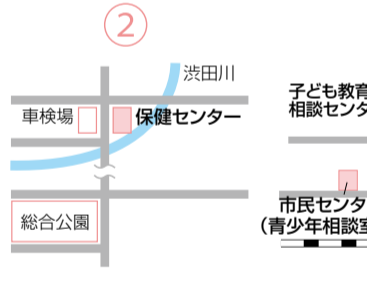 ②
渋田川
車検場
保健センター
総合公園
子ども教育
相談センタ
市民センタ
(青少年相談室